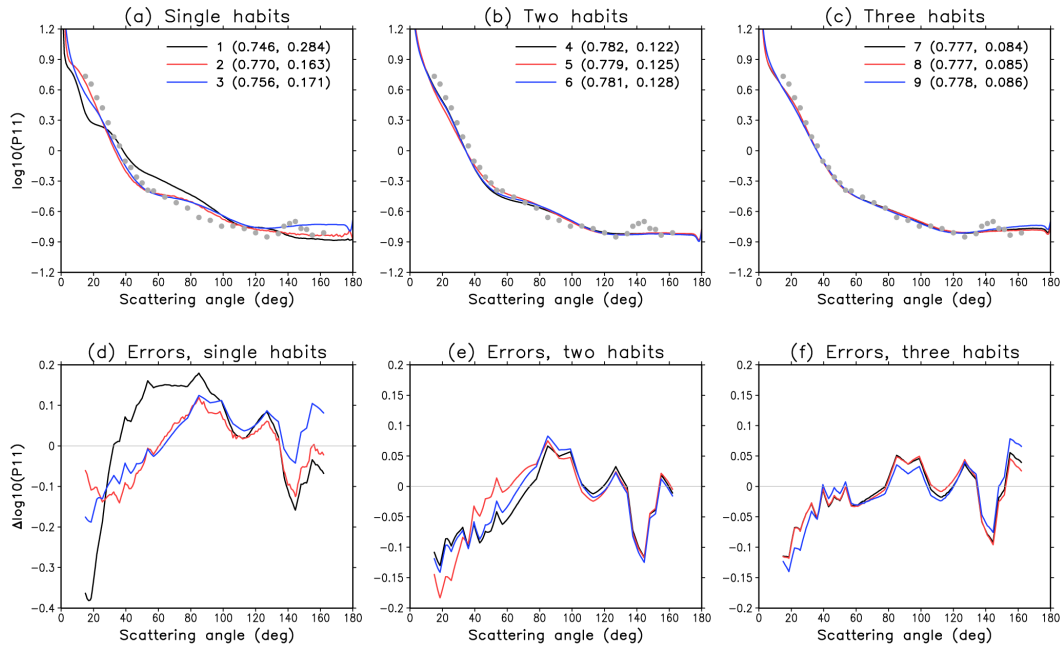 (a) Single habits
(b) Two habits
(c) Three habits
log10(P11)
1.2
0.9
0.6
0.3
0.0
−0.3
−0.6
−0.9
−1.2
1 (0.746, 0.284)
2 (0.770, 0.163)
3 (0.756, 0.171)
0 20 40 60 80 100 120 140 160 180
Scattering angle (deg)
1.2
0.9
0.6
0.3
0.0
−0.3
−0.6
−0.9
−1.2
4 (0.782, 0.122)
5 (0.779, 0.125)
6 (0.781, 0.128)
0 20 40 60 80 100 120 140 160 180
Scattering angle (deg)
1.2
0.9
0.6
0.3
0.0
−0.3
−0.6
−0.9
−1.2
7 (0.777, 0.084)
8 (0.777, 0.085)
9 (0.778, 0.086)
0 20 40 60 80 100 120 140 160 180
Scattering angle (deg)
(d) Errors, single habits
(e) Errors, two habits
(f) Errors, three habits
Δlog10(P11)
0.2
0.1
0
−0.1
−0.2
−0.3
−0.4
0 20 40 60 80 100 120 140 160 180
Scattering angle (deg)
0.2
0.15
0.1
0.05
0
−0.05
−0.1
−0.15
−0.2
0 20 40 60 80 100 120 140 160 180
Scattering angle (deg)
0.2
0.15
0.1
0.05
0
−0.05
−0.1
−0.15
−0.2
0 20 40 60 80 100 120 140 160 180
Scattering angle (deg)